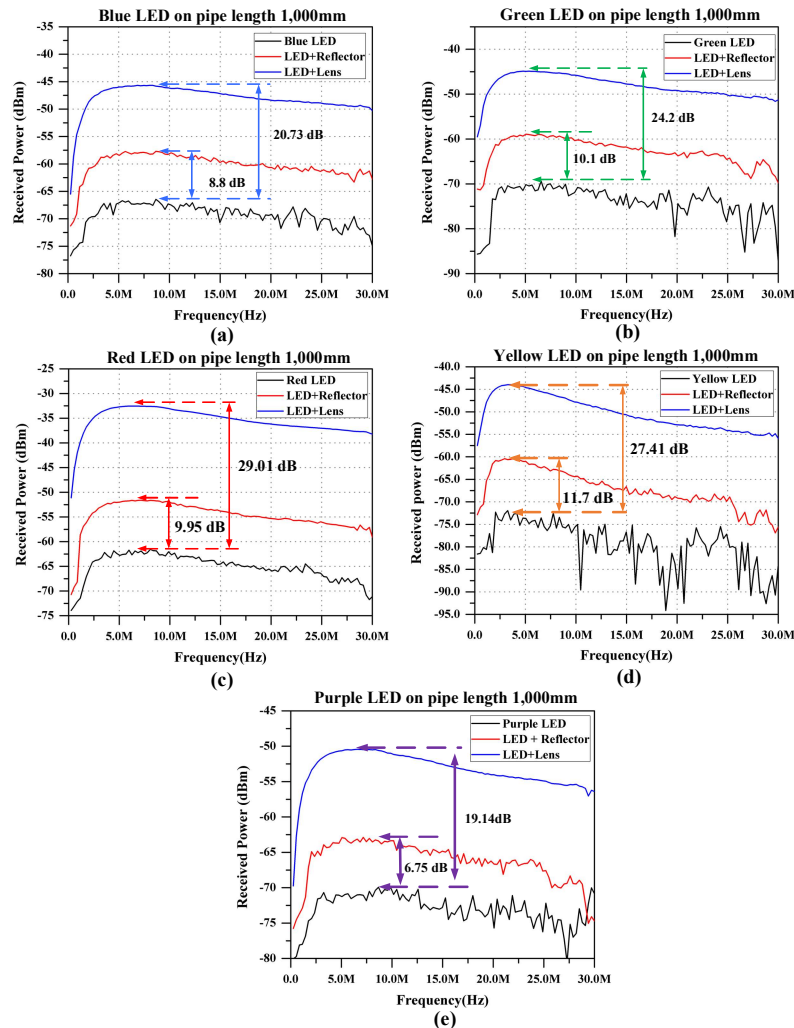 Blue LED on pipe length 1,000mm
Received Power (dBm)
-35
-40
-45
-50
-55
-60
-65
-70
-75
-80
Blue LED
LED+Reflector
LED+Lens
20.73 dB
8.8 dB
0.0 5.0M 10.0M 15.0M 20.0M 25.0M 30.0M
Frequency(Hz)
(a)
Green LED on pipe length 1,000mm
Received Power (dBm)
-40
-50
-60
-70
-80
-90
Green LED
LED+Reflector
LED+Lens
24.2 dB
10.1 dB
0.0 5.0M 10.0M 15.0M 20.0M 25.0M 30.0M
Frequency(Hz)
(b)
Red LED on pipe length 1,000mm
Received Power (dBm)
-25
-30
-35
-40
-45
-50
-55
-60
-65
-70
-75
Red LED
LED+Reflector
LED+Lens
29.01 dB
9.95 dB
0.0 5.0M 10.0M 15.0M 20.0M 25.0M 30.0M
Frequency(Hz)
(c)
Yellow LED on pipe length 1,000mm
Received power (dBm)
-40.0
-45.0
-50.0
-55.0
-60.0
-65.0
-70.0
-75.0
-80.0
-85.0
-90.0
-95.0
Yellow LED
LED+Reflector
LED+Lens
27.41 dB
11.7 dB
0.0 5.0M 10.0M 15.0M 20.0M 25.0M 30.0M
Frequency(Hz)
(d)
Purple LED on pipe length 1,000mm
Received Power (dBm)
-45
-50
-55
-60
-65
-70
-75
-80
Purple LED
LED + Reflector
LED+Lens
19.14dB
6.75 dB
0.0 5.0M 10.0M 15.0M 20.0M 25.0M 30.0M
Frequency(Hz)
(e)